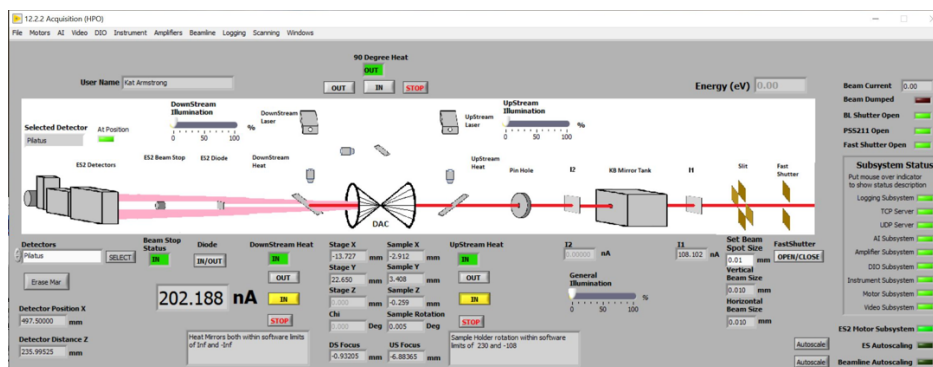 12.2.2 Acquisition (HPO)
File Motors AI Video DIO Instrument Amplifiers Beamline Logging Scanning Windows
90 Degree Heat
OUT
OUT IN STOP
User Name Kat Armstrong
Energy (eV) 0.00
Beam Current 0.00
Beam Dumped
BL Shutter Open
PSS211 Open
Fast Shutter Open
Selected Detector
Pilatus
At Position
DownStream Illumination
0 50 100 %
DownStream Laser
UpStream Laser
UpStream Illumination
0 50 100 %
ES2 Detectors
ES2 Beam Stop
ES2 Diode
DownStream Heat
DAC
UpStream Heat
Pin Hole
I2
KB Mirror Tank
I1
Slit
Fast Shutter
Subsystem Status
Put mouse over indicator
to show status description
Logging Subsystem
TCP Server
UDP Server
AI Subsystem
Amplifier Subsystem
DIO Subsystem
Instrument Subsystem
Motor Subsystem
Video Subsystem
ES2 Motor Subsystem
Autoscale ES Autoscaling
Autoscale Beamline Autoscaling
Detectors
Pilatus SELECT
Erase Mar
Detector Position X
497.50000 mm
Detector Distance Z
235.99525 mm
Beam Stop Status
IN
Diode
IN/OUT
202.188 nA
DownStream Heat
IN
OUT
IN
STOP
Heat Mirrors both within software limits
of Inf and -Inf
Stage X Sample X
-13.727 mm -2.912 mm
Stage Y Sample Y
22.650 mm 3.408 mm
Stage Z Sample Z
0.000 mm -0.259 mm
Chi Sample Rotation
0.000 Deg 0.005 Deg
DS Focus US Focus
-0.93205 mm -6.88365 mm
UpStream Heat
IN
OUT
IN
STOP
Sample Holder rotation within software
limits of 230 and -108
I2
0.00000 nA
General Illumination
0 50 100 %
I1
108.102 nA
Set Beam Spot Size
0.01 mm
Vertical Beam Size
0.010 mm
Horizontal Beam Size
0.010 mm
FastShutter
OPEN/CLOSE